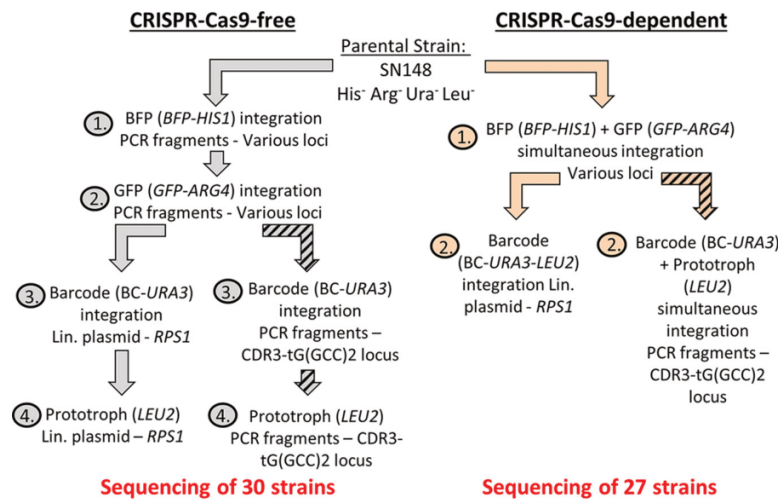 CRISPR-Cas9-free
CRISPR-Cas9-dependent
Parental Strain:
SN148
His⁻ Arg⁻ Ura⁻ Leu⁻
1. BFP (BFP-HIS1) integration
PCR fragments - Various loci
2. GFP (GFP-ARG4) integration
PCR fragments - Various loci
3. Barcode (BC-URA3)
integration
Lin. plasmid - RPS1
4. Prototroph (LEU2)
Lin. plasmid – RPS1
3. Barcode (BC-URA3)
integration
PCR fragments –
CDR3-tG(GCC)2 locus
4. Prototroph (LEU2)
PCR fragments – CDR3-
tG(GCC)2 locus
Sequencing of 30 strains
1. BFP (BFP-HIS1) + GFP (GFP-ARG4)
simultaneous integration
Various loci
2. Barcode
(BC-URA3-LEU2)
integration Lin.
plasmid - RPS1
2. Barcode (BC-URA3)
+ Prototroph
(LEU2)
simultaneous
integration
PCR fragments –
CDR3-tG(GCC)2
locus
Sequencing of 27 strains